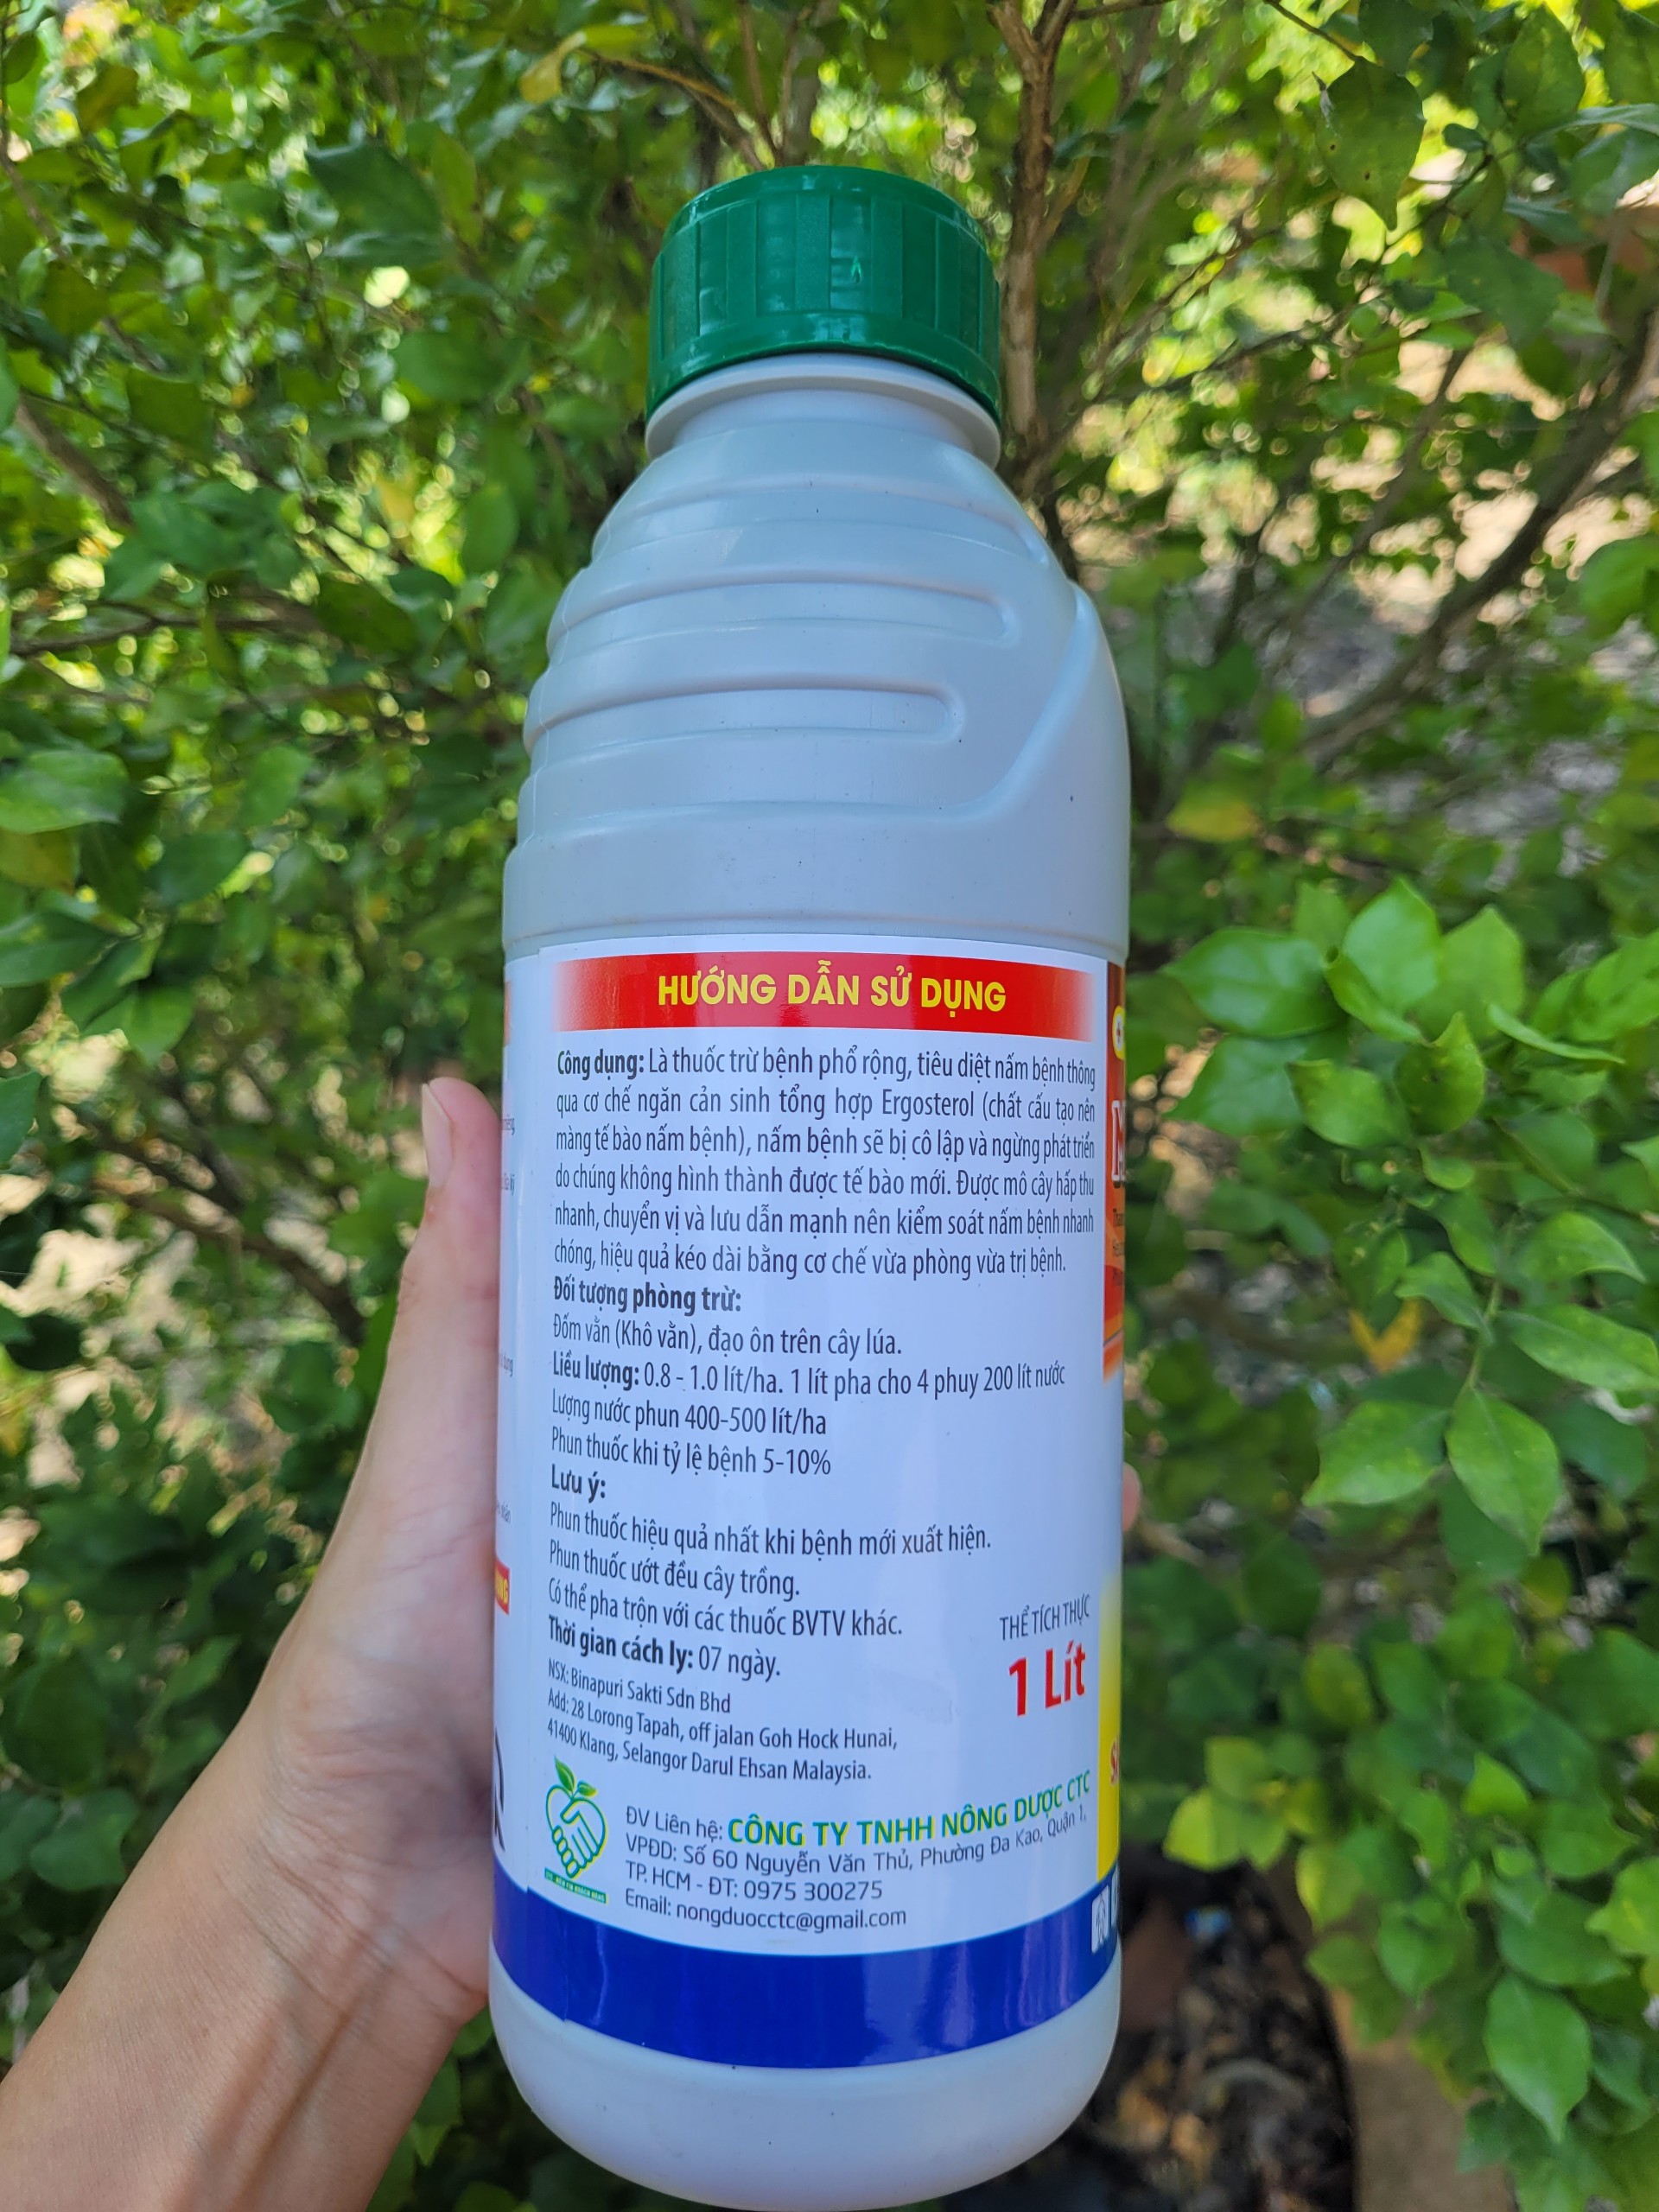 HƯỚNG DẪN SỬ DỤNG
Công dụng: Là thuốc trừ bệnh phổ rộng, tiêu diệt nấm bệnh thông
qua cơ chế ngăn cản sinh tổng hợp Ergosterol (chất cấu tạo nên
màng tế bào nấm bệnh), nấm bệnh sẽ bị cô lập và ngừng phát triển
do chúng không hình thành được tế bào mới. Được mô cây hấp thu
nhanh, chuyển vị và lưu dẫn mạnh nên kiểm soát nấm bệnh nhanh
chóng, hiệu quả kéo dài bằng cơ chế vừa phòng vừa trị bệnh.
Đối tượng phòng trừ:
Đốm vằn (Khô vằn), đạo ôn trên cây lúa.
Liều lượng: 0.8 - 1.0 lít/ha. 1 lít pha cho 4 phuy 200 lít nước
Lượng nước phun 400-500 lít/ha
Phun thuốc khi tỷ lệ bệnh 5-10%
Lưu ý:
Phun thuốc hiệu quả nhất khi bệnh mới xuất hiện.
Phun thuốc ướt đều cây trồng.
Có thể pha trộn với các thuốc BVTV khác.
Thời gian cách ly: 07 ngày.
THỂ TÍCH THỰC
1 Lít
NSX: Binapuri Sakti Sdn Bhd
Add: 28 Lorong Tapah, off jalan Goh Hock Hunai,
41400 Klang, Selangor Darul Ehsan Malaysia.
ĐV Liên hệ: CÔNG TY TNHH NÔNG DƯỢC CTC
VPĐD: Số 60 Nguyễn Văn Thủ, Phường Đa Kao, Quận 1,
TP. HCM - ĐT: 0975 300275
Email: nongduocctc@gmail.com